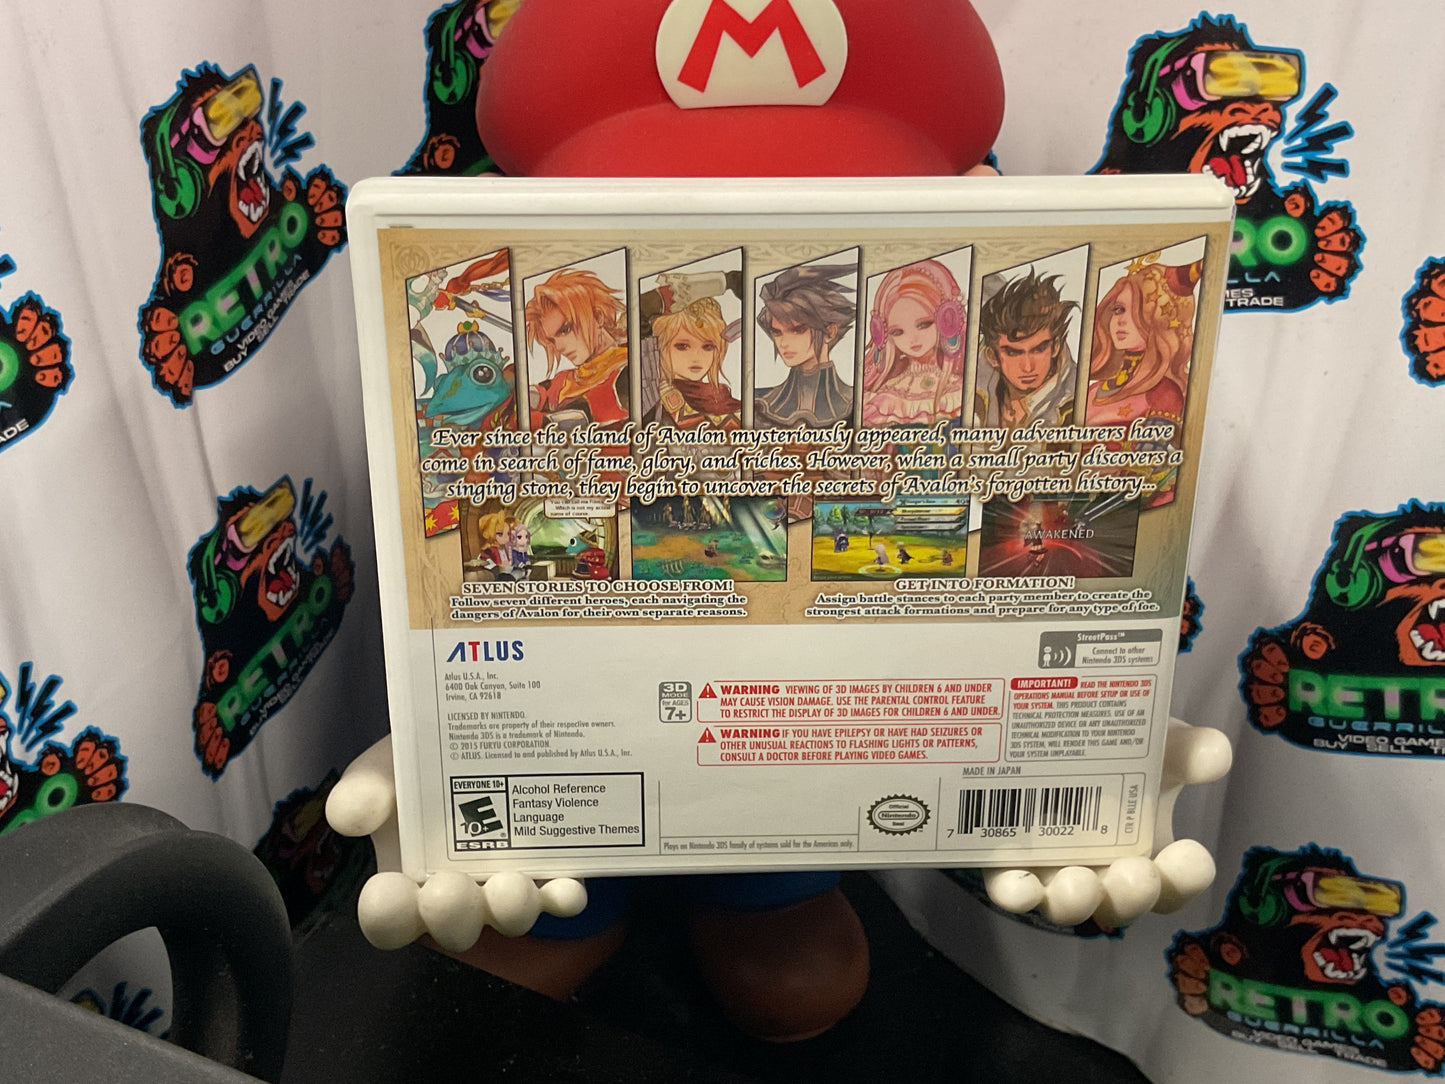 M
RETRO
GUERRILLA
VIDEO GAMES
BUY SELL TRADE
Ever since the island of Avalon mysteriously appeared, many adventurers have
come in search of fame, glory, and riches. However, when a small party discovers a
singing stone, they begin to uncover the secrets of Avalon's forgotten history...
Which is not my actual
name of course.
AWAKENED
SEVEN STORIES TO CHOOSE FROM!
Follow seven different heroes, each navigating the
dangers of Avalon for their own separate reasons.
GET INTO FORMATION!
Assign battle stances to each party member to create the
strongest attack formations and prepare for any type of foe.
ATLUS
Atlus U.S.A., Inc.
6400 Oak Canyon, Suite 100
Irvine, CA 92618
LICENSED BY NINTENDO.
Trademarks are property of their respective owners.
Nintendo 3DS is a trademark of Nintendo.
© 2015 FURYU CORPORATION.
© ATLUS. Licensed to and published by Atlus U.S.A., Inc.
StreetPass™
Connect to other
Nintendo 3DS systems
3D
MODE
for AGES
7+
WARNING VIEWING OF 3D IMAGES BY CHILDREN 6 AND UNDER
MAY CAUSE VISION DAMAGE. USE THE PARENTAL CONTROL FEATURE
TO RESTRICT THE DISPLAY OF 3D IMAGES FOR CHILDREN 6 AND UNDER.
WARNING IF YOU HAVE EPILEPSY OR HAVE HAD SEIZURES OR
OTHER UNUSUAL REACTIONS TO FLASHING LIGHTS OR PATTERNS,
CONSULT A DOCTOR BEFORE PLAYING VIDEO GAMES.
IMPORTANT! READ THE NINTENDO 3DS
OPERATIONS MANUAL BEFORE SETUP OR USE OF
YOUR SYSTEM. THIS PRODUCT CONTAINS
TECHNICAL PROTECTION MEASURES. USE OF AN
UNAUTHORIZED DEVICE OR ANY UNAUTHORIZED
TECHNICAL MODIFICATION TO YOUR NINTENDO
3DS SYSTEM, WILL RENDER THIS GAME AND/OR
YOUR SYSTEM UNPLAYABLE.
MADE IN JAPAN
EVERYONE 10+
E
10+
ESRB
Alcohol Reference
Fantasy Violence
Language
Mild Suggestive Themes
Plays on Nintendo 3DS family of systems sold for the Americas only.
Official
Nintendo
Seal
7 30865 30022 8
CTR P BLLE USA